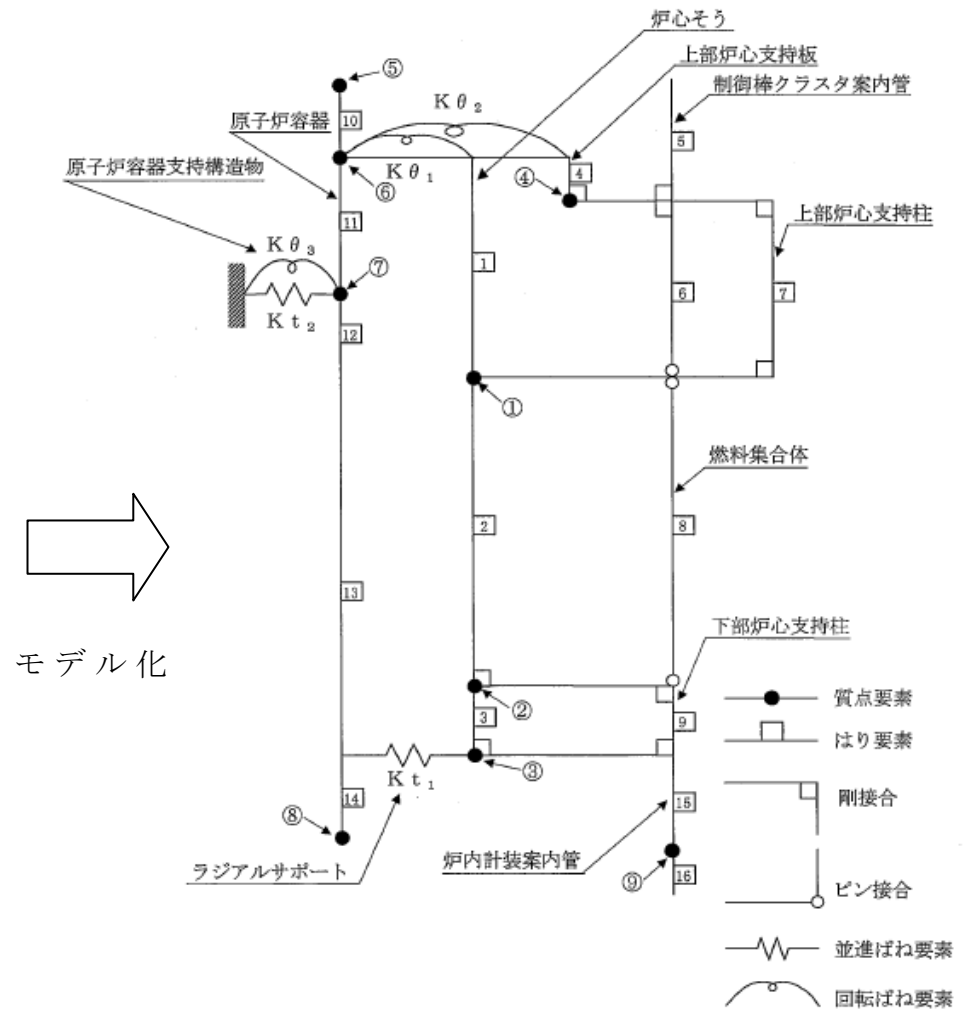 炉心そう
上部炉心支持板
制御棒クラスタ案内管
⑤
Kθ₂
10
5
原子炉容器
原子炉容器支持構造物
⑥
Kθ₁
④
4
上部炉心支持柱
11
Kθ₃
⑦
1
6
7
Kt₂
12
①
燃料集合体
2
8
13
モデル化
下部炉心支持柱
②
3
9
質点要素
はり要素
③
Kt₁
14
15
剛接合
⑧
ラジアルサポート
炉内計装案内管
⑨
16
ピン接合
並進ばね要素
回転ばね要素